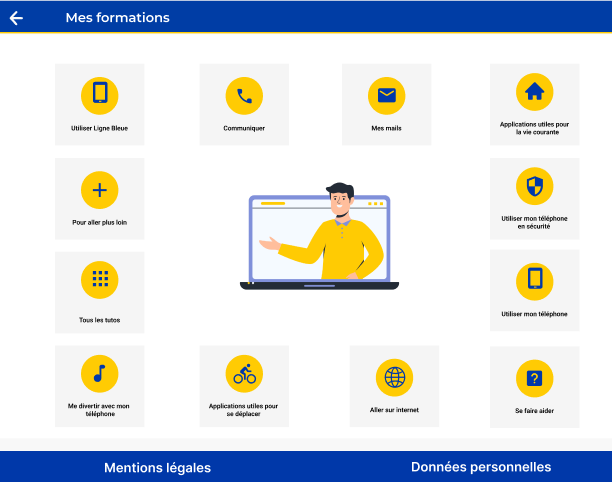 Mes formations
Utiliser Ligne Bleue
Communiquer
Mes mails
Applications utiles pour
la vie courante
Pour aller plus loin
Utiliser mon téléphone
en sécurité
Tous les tutos
Utiliser mon téléphone
Me divertir avec mon
téléphone
Applications utiles pour
se déplacer
Aller sur internet
?
Se faire aider
Mentions légales
Données personnelles